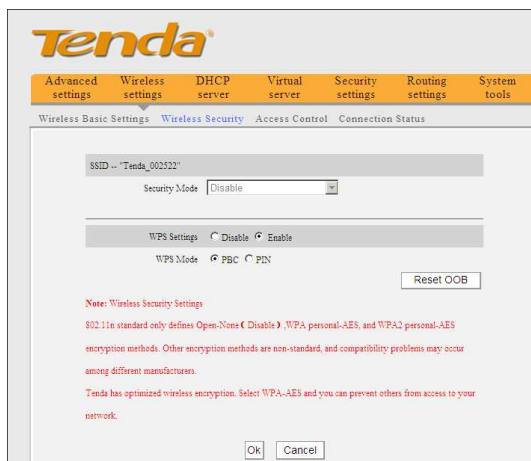 Tenda
Advanced settings Wireless settings DHCP server Virtual server Security settings Routing settings System tools
Wireless Basic Settings Wireless Security Access Control Connection Status
SSID -- "Tenda_002522"
Security Mode Disable
WPS Settings Disable Enable
WPS Mode PBC PIN
Reset OOB
Note: Wireless Security Settings
802.11n standard only defines Open-None ( Disable ) ,WPA personal-AES, and WPA2 personal-AES
encryption methods. Other encryption methods are non-standard, and compatibility problems may occur
among different manufacturers.
Tenda has optimized wireless encryption. Select WPA-AES and you can prevent others from access to your
network.
Ok Cancel